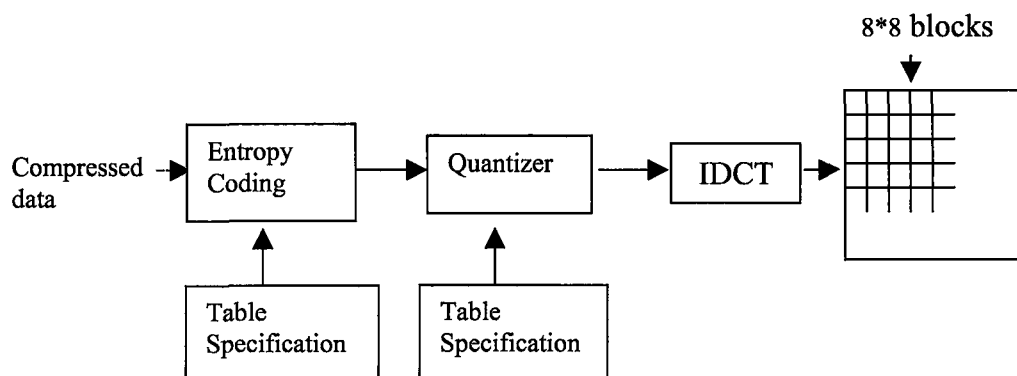 8*8 blocks
Compressed
data
Entropy
Coding
Quantizer
IDCT
Table
Specification
Table
Specification